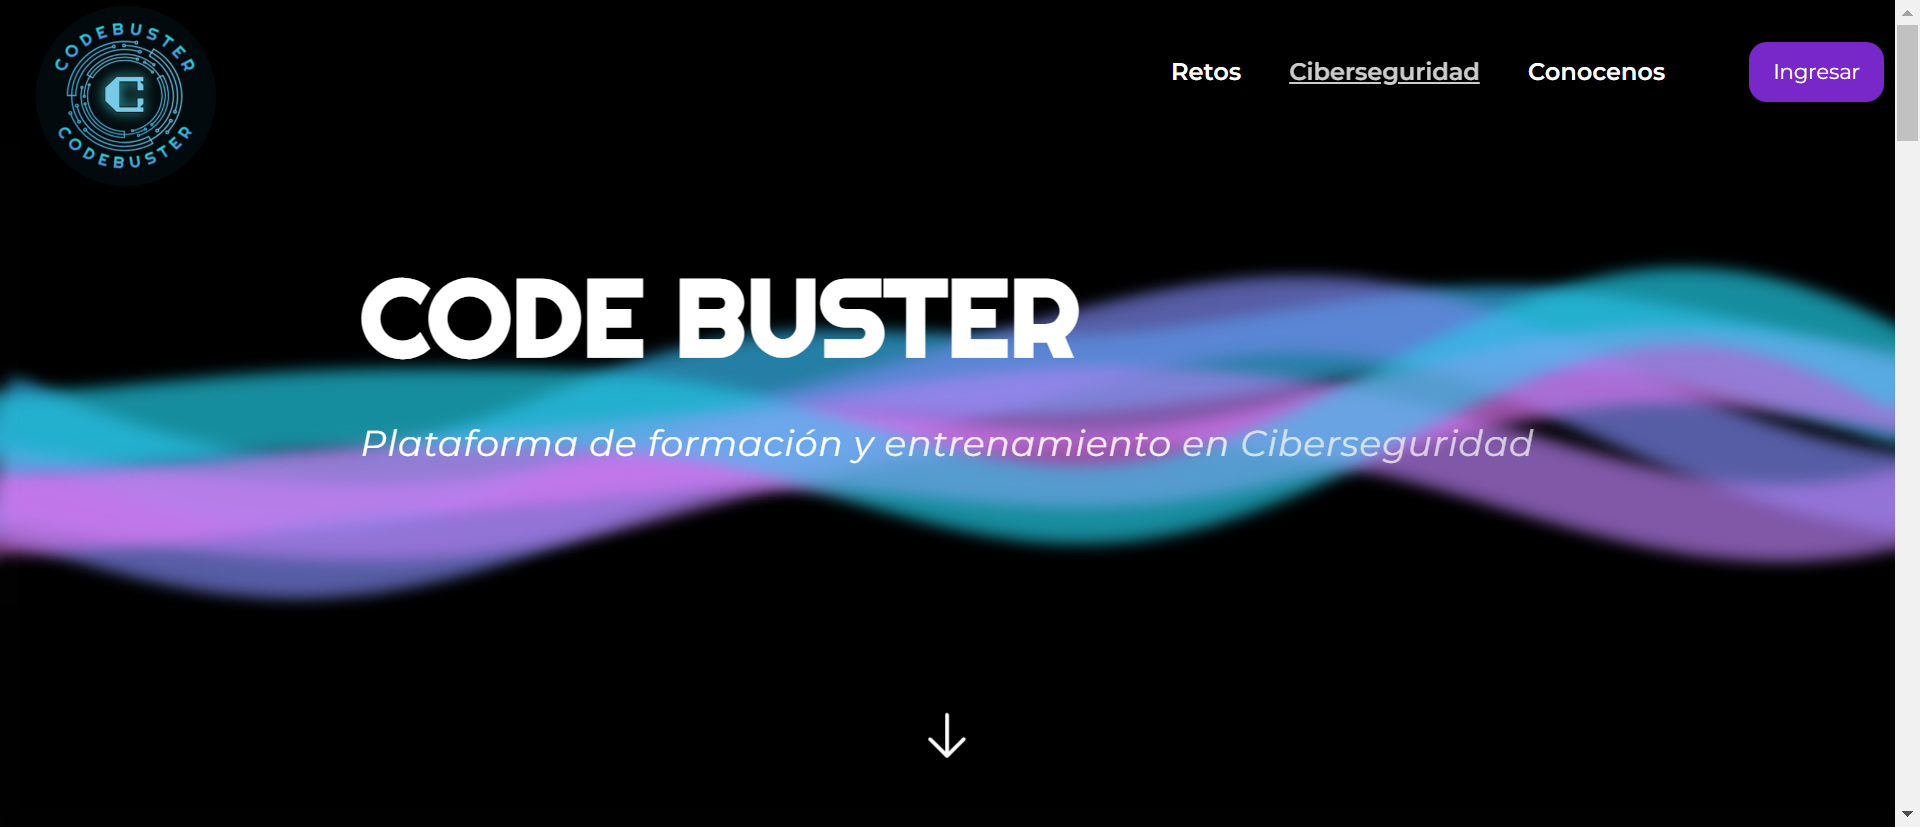 CODEBUSTER
C
CODEBUSTER
Retos
Ciberseguridad
Conocenos
Ingresar
CODE BUSTER
Plataforma de formación y entrenamiento en Ciberseguridad